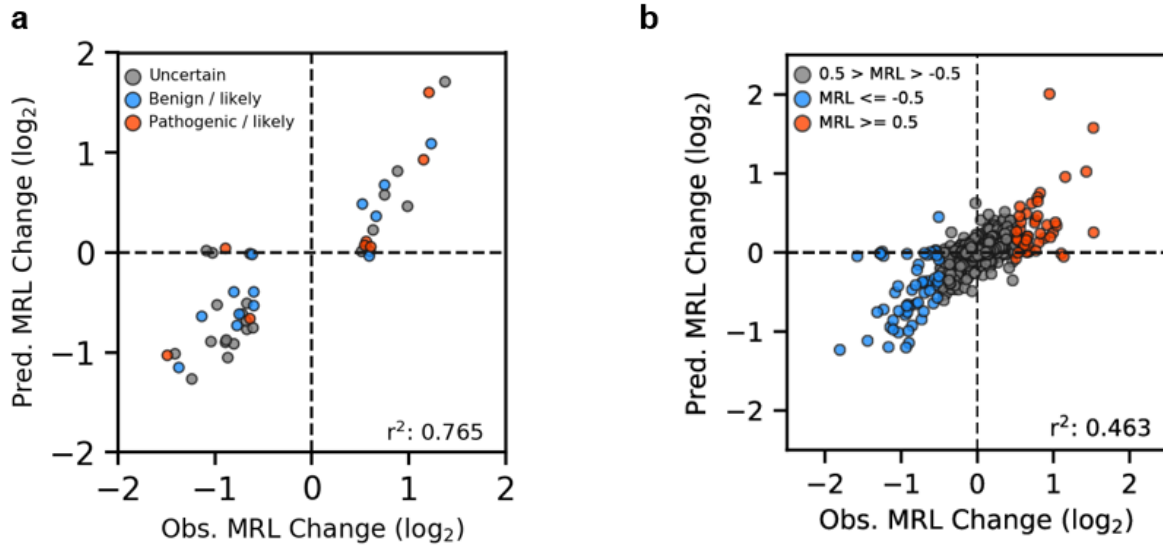 a
2
1
0
−1
−2
Pred. MRL Change (log₂)
Uncertain
Benign / likely
Pathogenic / likely
r²: 0.765
−2 −1 0 1 2
Obs. MRL Change (log₂)
b
2
1
0
−1
−2
Pred. MRL Change (log₂)
0.5 > MRL > -0.5
MRL <= -0.5
MRL >= 0.5
r²: 0.463
−2 −1 0 1 2
Obs. MRL Change (log₂)